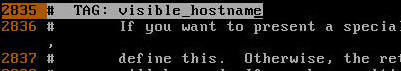 2835 #  TAG: visible_hostname
2836 #       If you want to present a special
,
2837 #       define this.  Otherwise, the ret